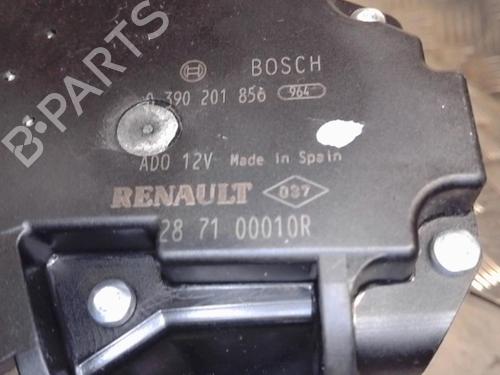 B-PARTS
BOSCH
0 390 201 856 964
ADO 12V Made in Spain
RENAULT 037
28 71 00010R